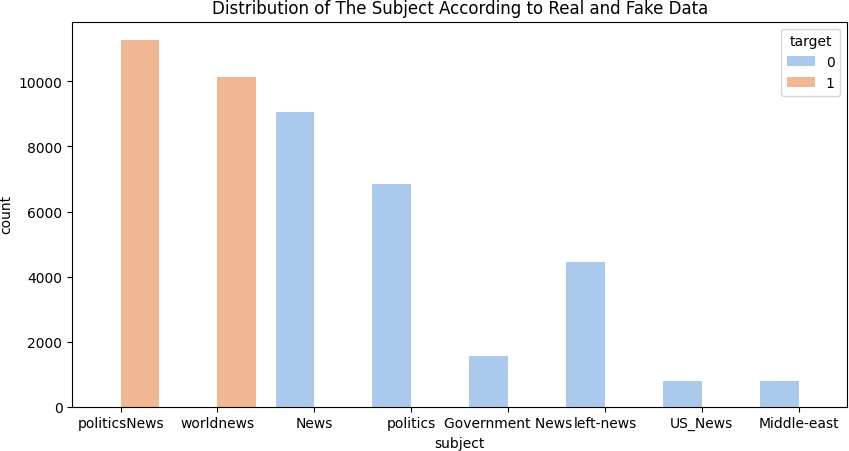 Distribution of The Subject According to Real and Fake Data
target
0
1
count
10000
8000
6000
4000
2000
0
politicsNews worldnews News politics Government News left-news US_News Middle-east
subject